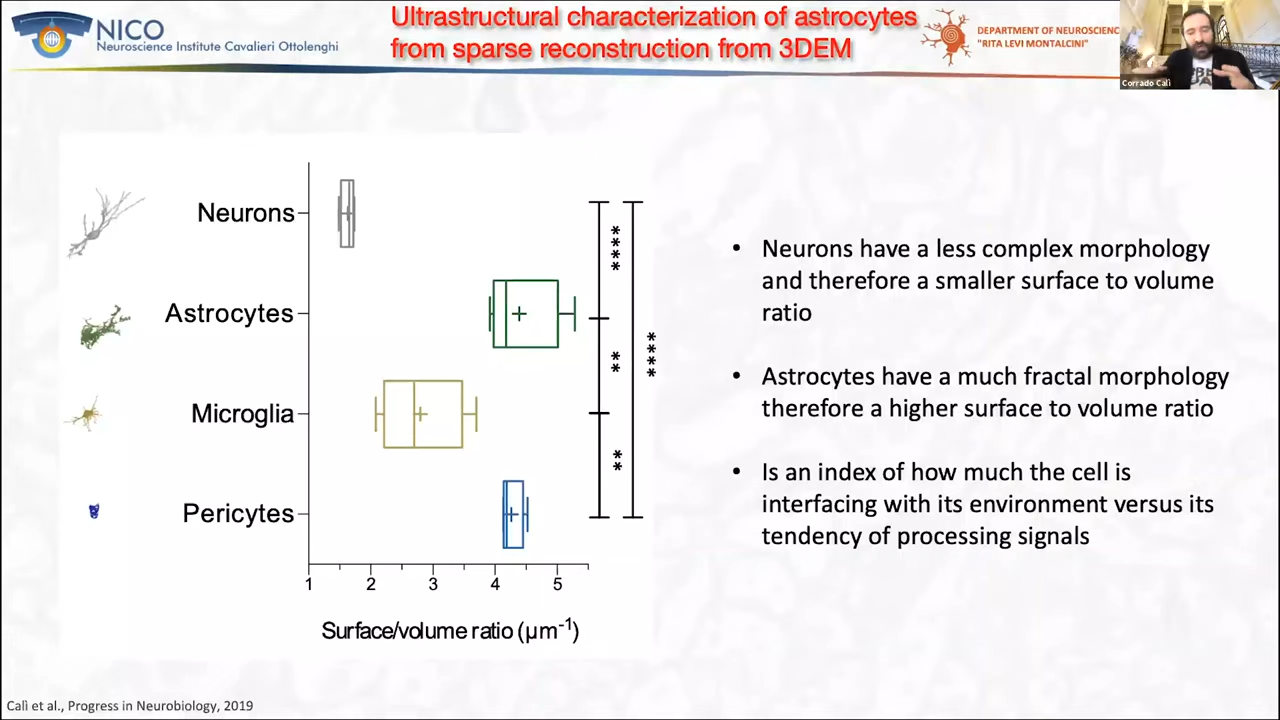 NICO
Neuroscience Institute Cavalieri Ottolenghi
Ultrastructural characterization of astrocytes
from sparse reconstruction from 3DEM
DEPARTMENT OF NEUROSCIENC
"RITA LEVI MONTALCINI"
Corrado Calì
Neurons
Astrocytes
Microglia
Pericytes
****
**
**
****
1 2 3 4 5
Surface/volume ratio (µm-1)
• Neurons have a less complex morphology
and therefore a smaller surface to volume
ratio
• Astrocytes have a much fractal morphology
therefore a higher surface to volume ratio
• Is an index of how much the cell is
interfacing with its environment versus its
tendency of processing signals
Calì et al., Progress in Neurobiology, 2019